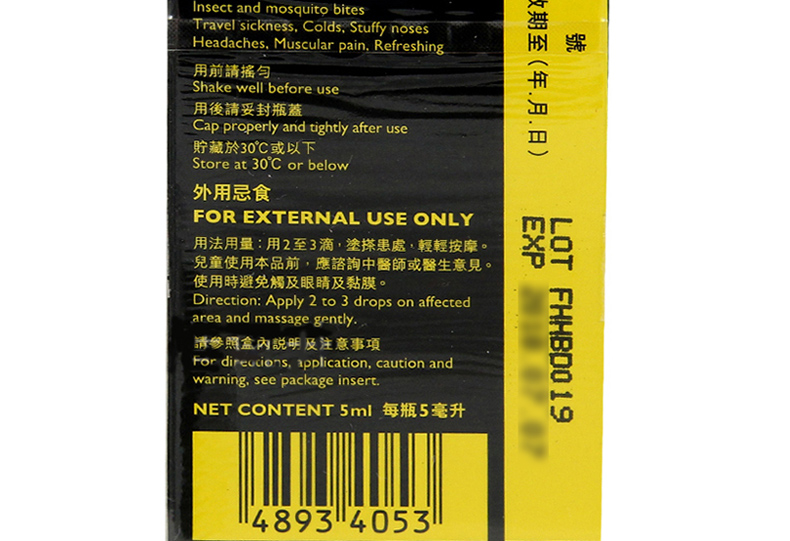 Insect and mosquito bites
Travel sickness, Colds, Stuffy noses
Headaches, Muscular pain, Refreshing
用前請搖勻
Shake well before use
用後請妥封瓶蓋
Cap properly and tightly after use
貯藏於30℃或以下
Store at 30℃ or below
外用忌食
FOR EXTERNAL USE ONLY
用法用量：用2至3滴，塗搽患處，輕輕按摩。
兒童使用本品前，應諮詢中醫師或醫生意見。
使用時避免觸及眼睛及黏膜。
Direction: Apply 2 to 3 drops on affected
area and massage gently.
請參照盒內說明及注意事項
For directions, application, caution and
warning, see package insert.
NET CONTENT 5ml 每瓶5毫升
4893 4053
號
效期至(年.月.日)
LOT FHHBD019
EXP